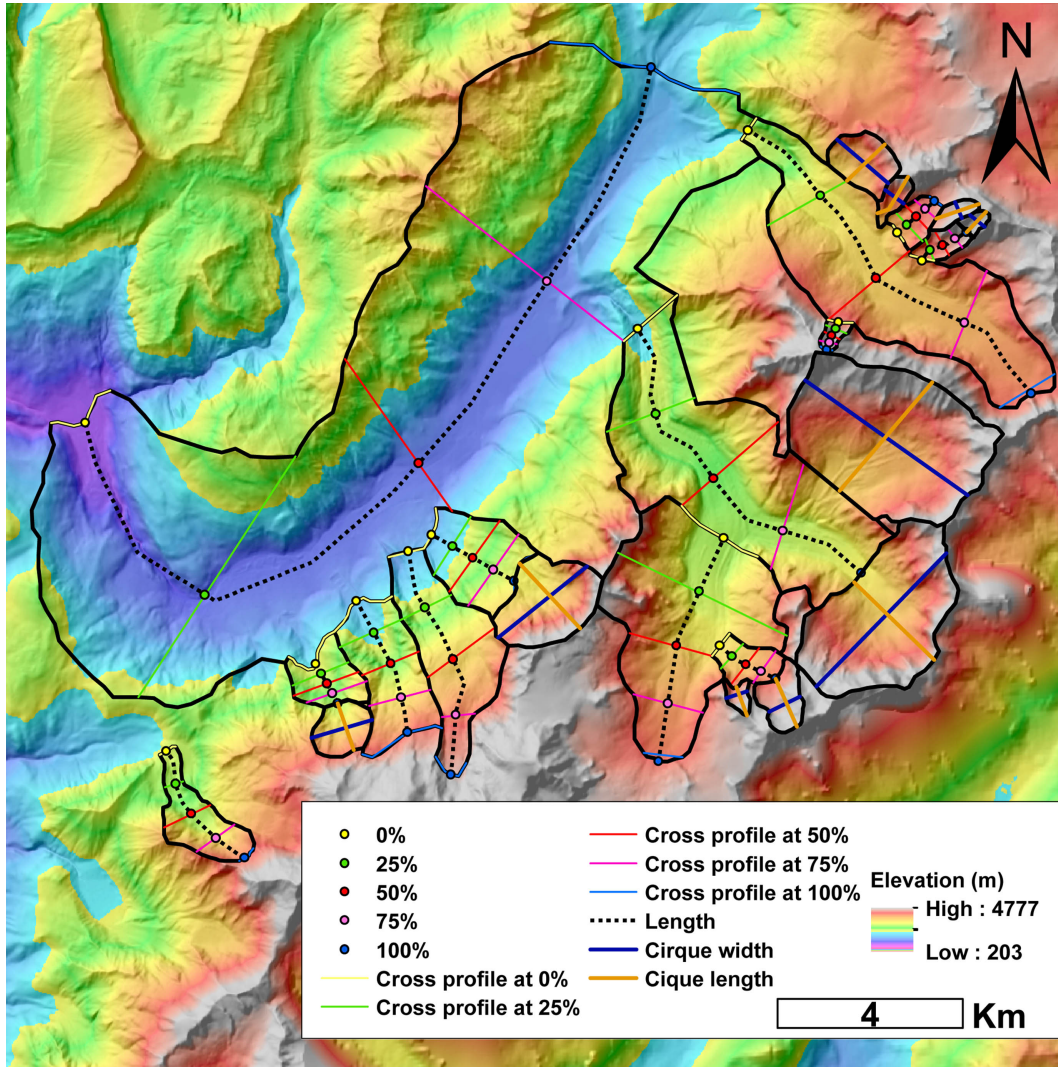 N
0%
25%
50%
75%
100%
Cross profile at 0%
Cross profile at 25%
Cross profile at 50%
Cross profile at 75%
Cross profile at 100%
Length
Cirque width
Cique length
Elevation (m)
High : 4777
Low : 203
4 Km